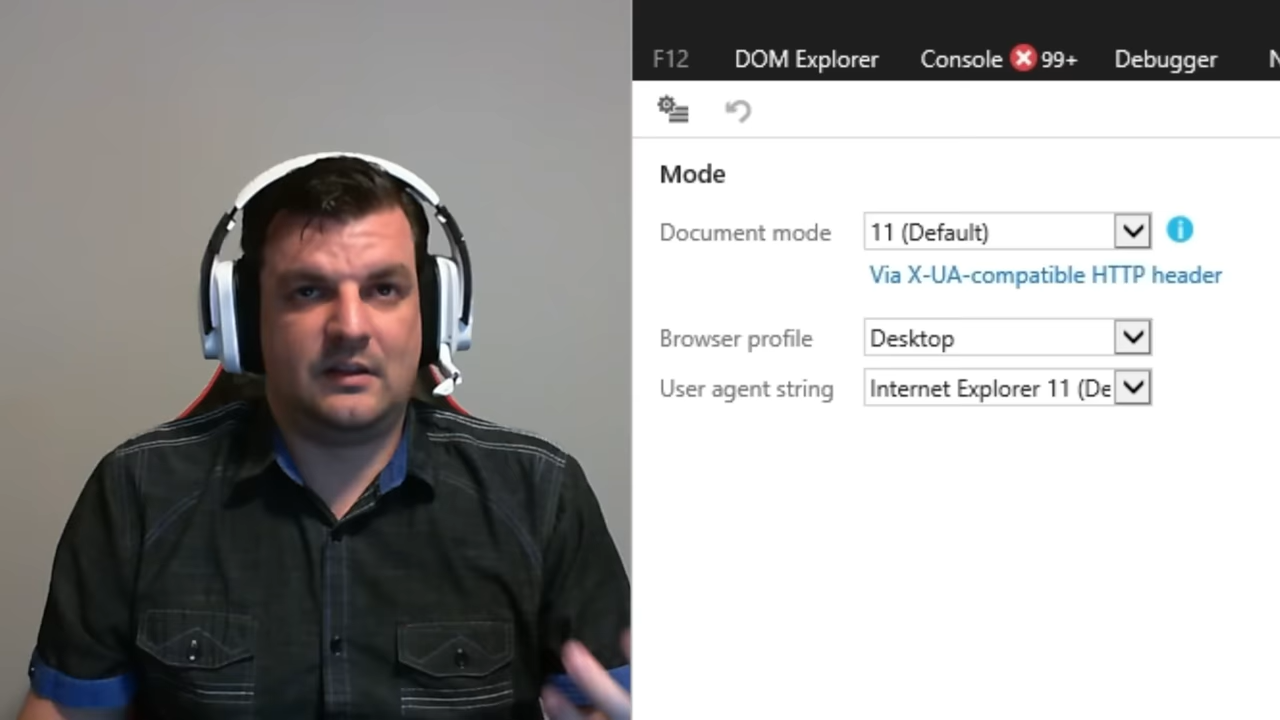 F12 DOM Explorer Console 99+ Debugger
Mode
Document mode 11 (Default)
Via X-UA-compatible HTTP header
Browser profile Desktop
User agent string Internet Explorer 11 (De